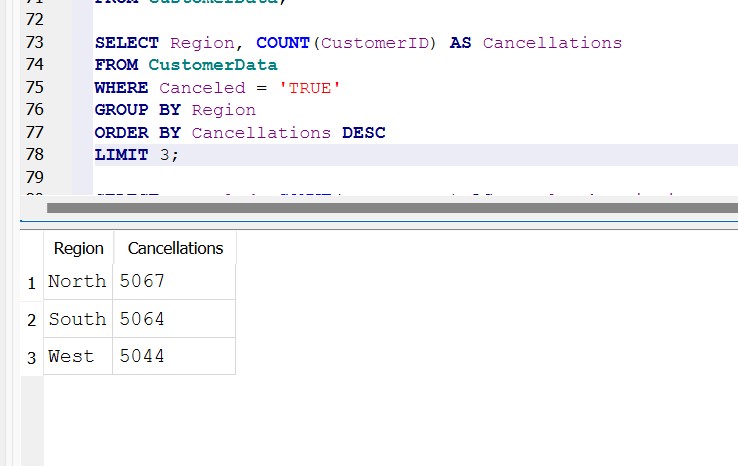 71 FROM CustomerData;
72
73 SELECT Region, COUNT(CustomerID) AS Cancellations
74 FROM CustomerData
75 WHERE Canceled = 'TRUE'
76 GROUP BY Region
77 ORDER BY Cancellations DESC
78 LIMIT 3;
79
Region Cancellations
1 North 5067
2 South 5064
3 West 5044